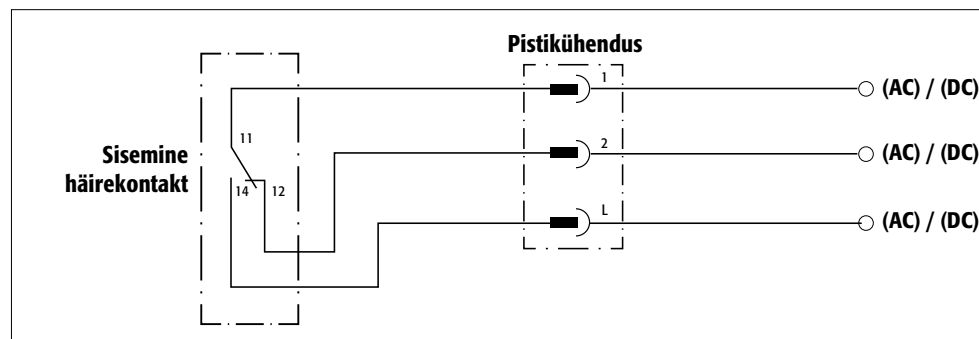 Pistikühendus
1
(AC) / (DC)
11
Sisemine
häirekontakt
2
(AC) / (DC)
14
12
L
(AC) / (DC)